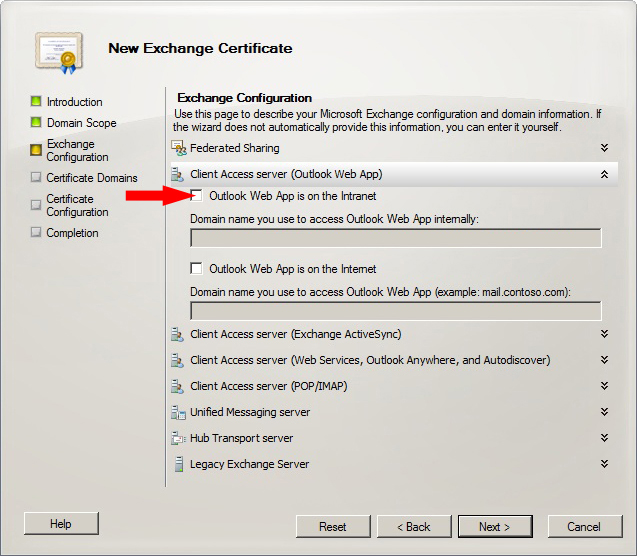 New Exchange Certificate
Introduction
Domain Scope
Exchange
Configuration
Certificate Domains
Certificate
Configuration
Completion
Exchange Configuration
Use this page to describe your Microsoft Exchange configuration and domain information. If
the wizard does not automatically provide this information, you can enter it yourself.
Federated Sharing
Client Access server (Outlook Web App)
Outlook Web App is on the Intranet
Domain name you use to access Outlook Web App internally:
Outlook Web App is on the Internet
Domain name you use to access Outlook Web App (example: mail.contoso.com):
Client Access server (Exchange ActiveSync)
Client Access server (Web Services, Outlook Anywhere, and Autodiscover)
Client Access server (POP/IMAP)
Unified Messaging server
Hub Transport server
Legacy Exchange Server
Help
Reset
< Back
Next >
Cancel